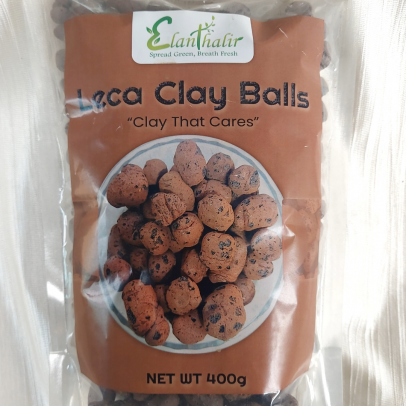 Elanthalir
Spread Green, Breath Fresh
Leca Clay Balls
“Clay That Cares”
NET WT 400g